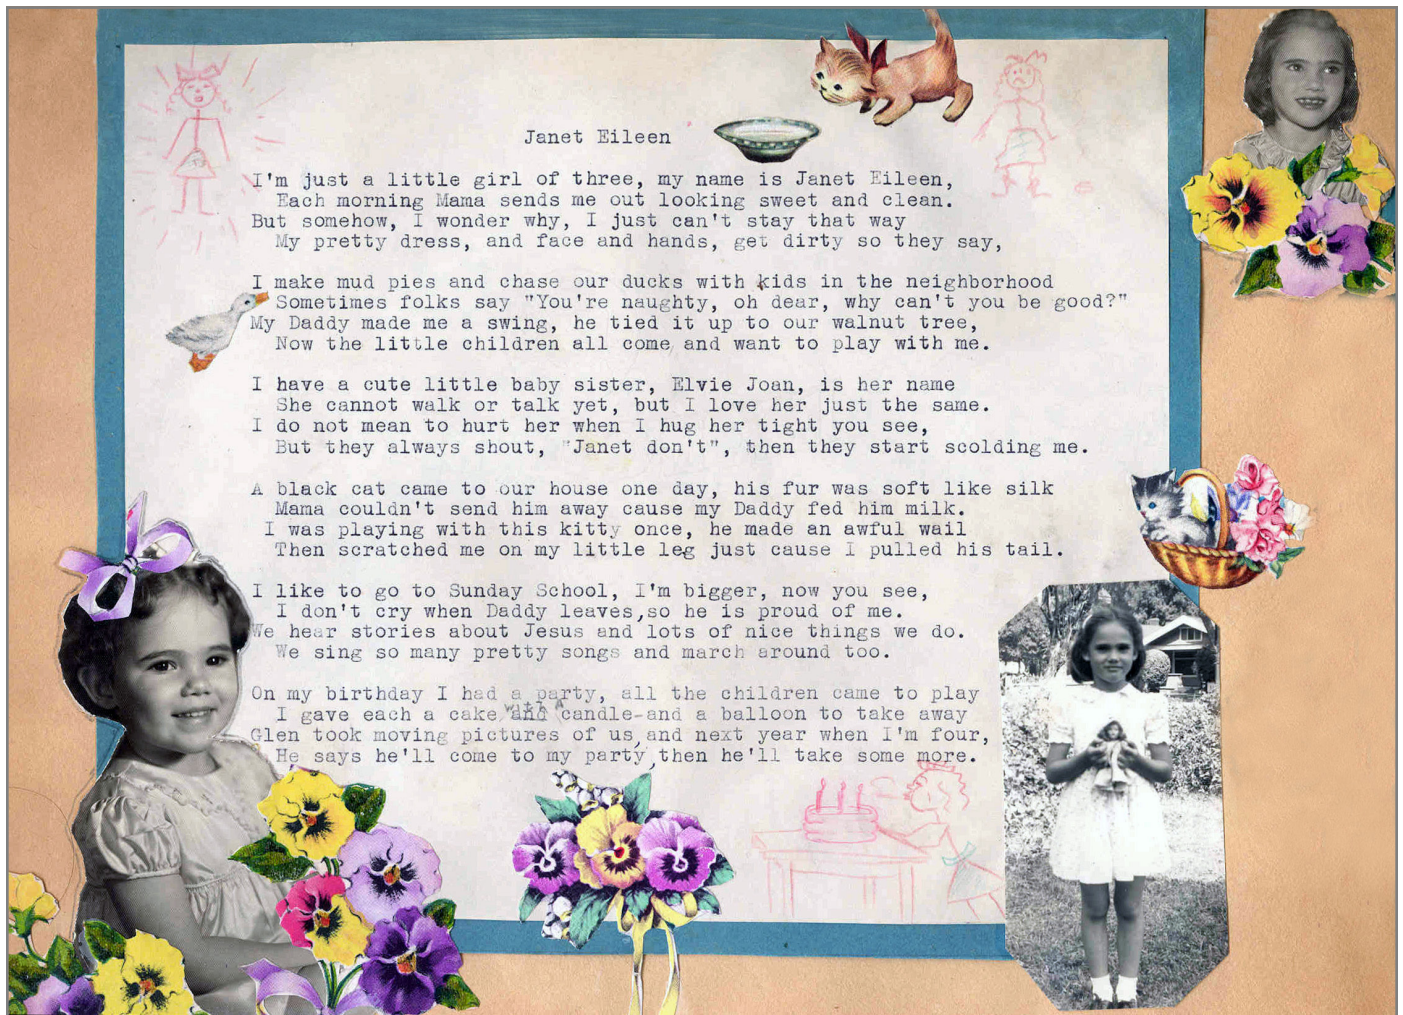 Janet Eileen
I'm just a little girl of three, my name is Janet Eileen,
Each morning Mama sends me out looking sweet and clean.
But somehow, I wonder why, I just can't stay that way
My pretty dress, and face and hands, get dirty so they say,
I make mud pies and chase our ducks with kids in the neighborhood
Sometimes folks say "You're naughty, oh dear, why can't you be good?"
My Daddy made me a swing, he tied it up to our walnut tree,
Now the little children all come, and want to play with me.
I have a cute little baby sister, Elvie Joan, is her name
She cannot walk or talk yet, but I love her just the same.
I do not mean to hurt her when I hug her tight you see,
But they always shout, "Janet don't", then they start scolding me.
A black cat came to our house one day, his fur was soft like silk
Mama couldn't send him away cause my Daddy fed him milk.
I was playing with this kitty once, he made an awful wail
Then scratched me on my little leg just cause I pulled his tail.
I like to go to Sunday School, I'm bigger, now you see,
I don't cry when Daddy leaves,so he is proud of me.
We hear stories about Jesus and lots of nice things we do.
We sing so many pretty songs and march around too.
On my birthday I had a party, all the children came to play
with a
I gave each a cake, and candle-and a balloon to take away
Glen took moving pictures of us, and next year when I'm four,
He says he'll come to my party, then he'll take some more.